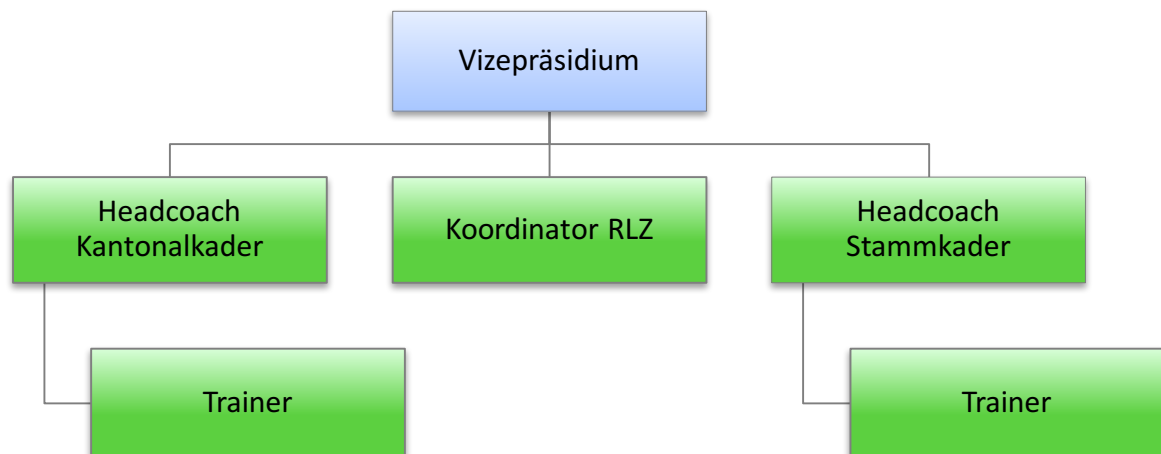 Vizepräsidium
Headcoach
Kantonalkader
Koordinator RLZ
Headcoach
Stammkader
Trainer
Trainer